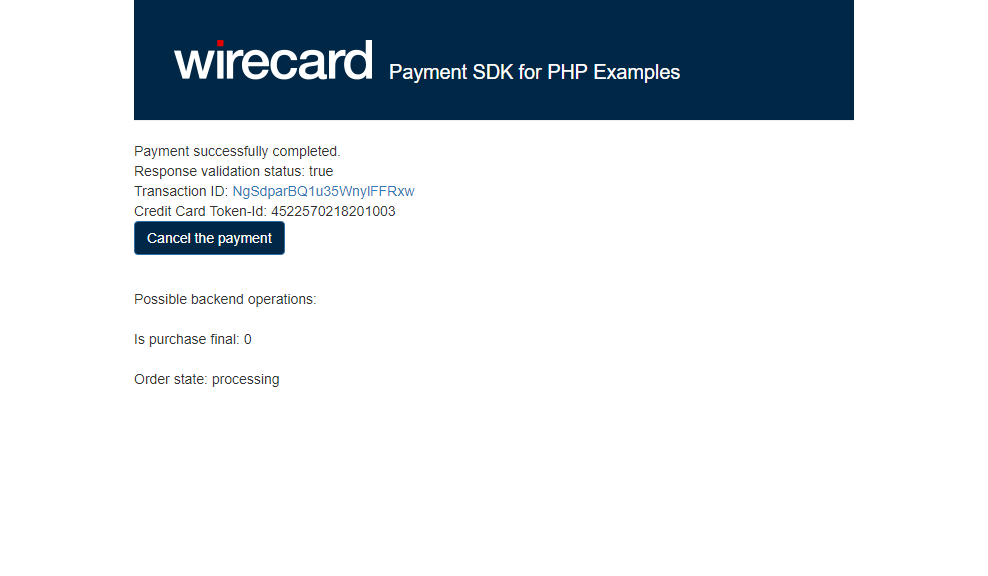 wirecard Payment SDK for PHP Examples
Payment successfully completed.
Response validation status: true
Transaction ID: NgSdparBQ1u35WnylFFRxw
Credit Card Token-Id: 4522570218201003
Cancel the payment
Possible backend operations:
Is purchase final: 0
Order state: processing